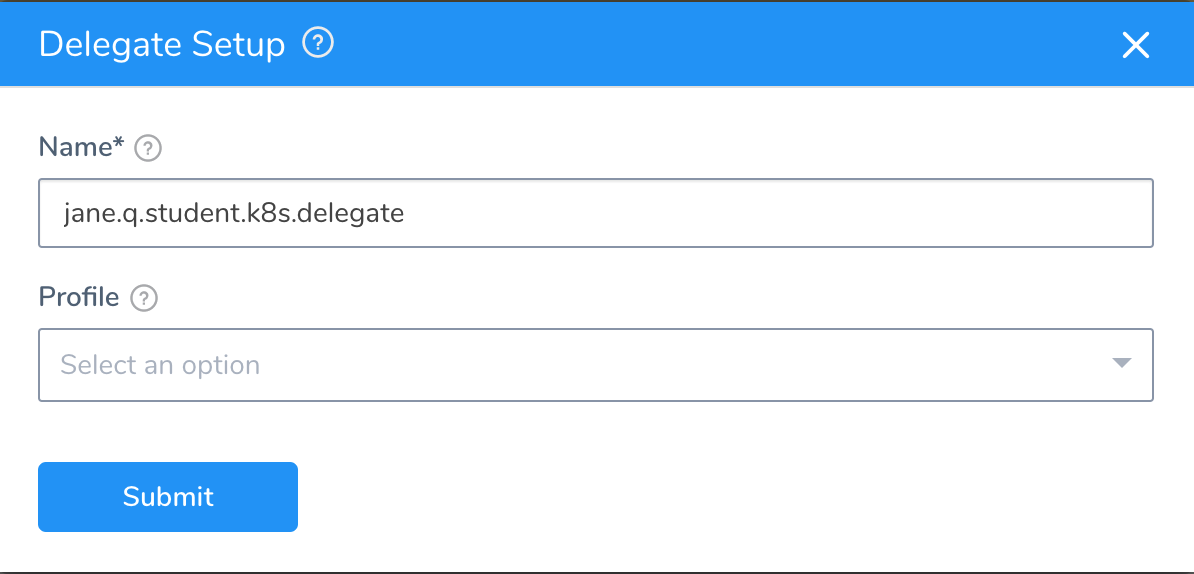 Delegate Setup ?
Name* ?
jane.q.student.k8s.delegate
Profile ?
Select an option
Submit